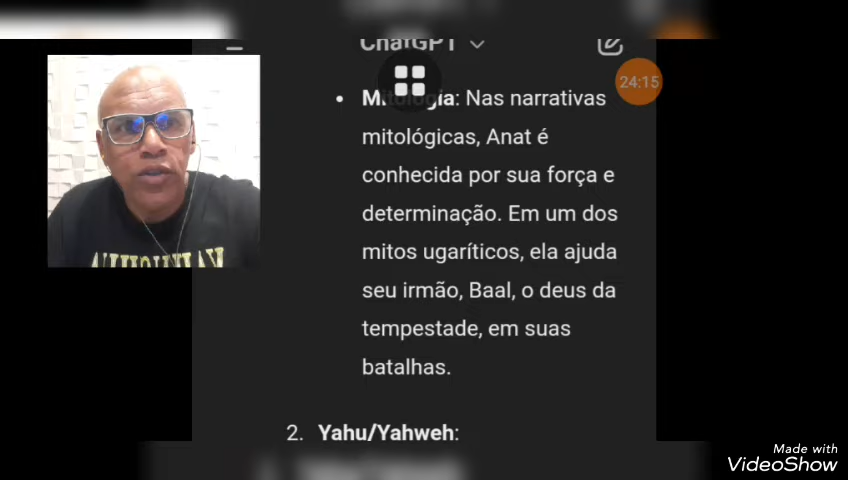 ChatGPT
24:15
Mitologia: Nas narrativas
mitológicas, Anat é
conhecida por sua força e
determinação. Em um dos
mitos ugaríticos, ela ajuda
seu irmão, Baal, o deus da
tempestade, em suas
batalhas.
2. Yahu/Yahweh:
Made with
VideoShow